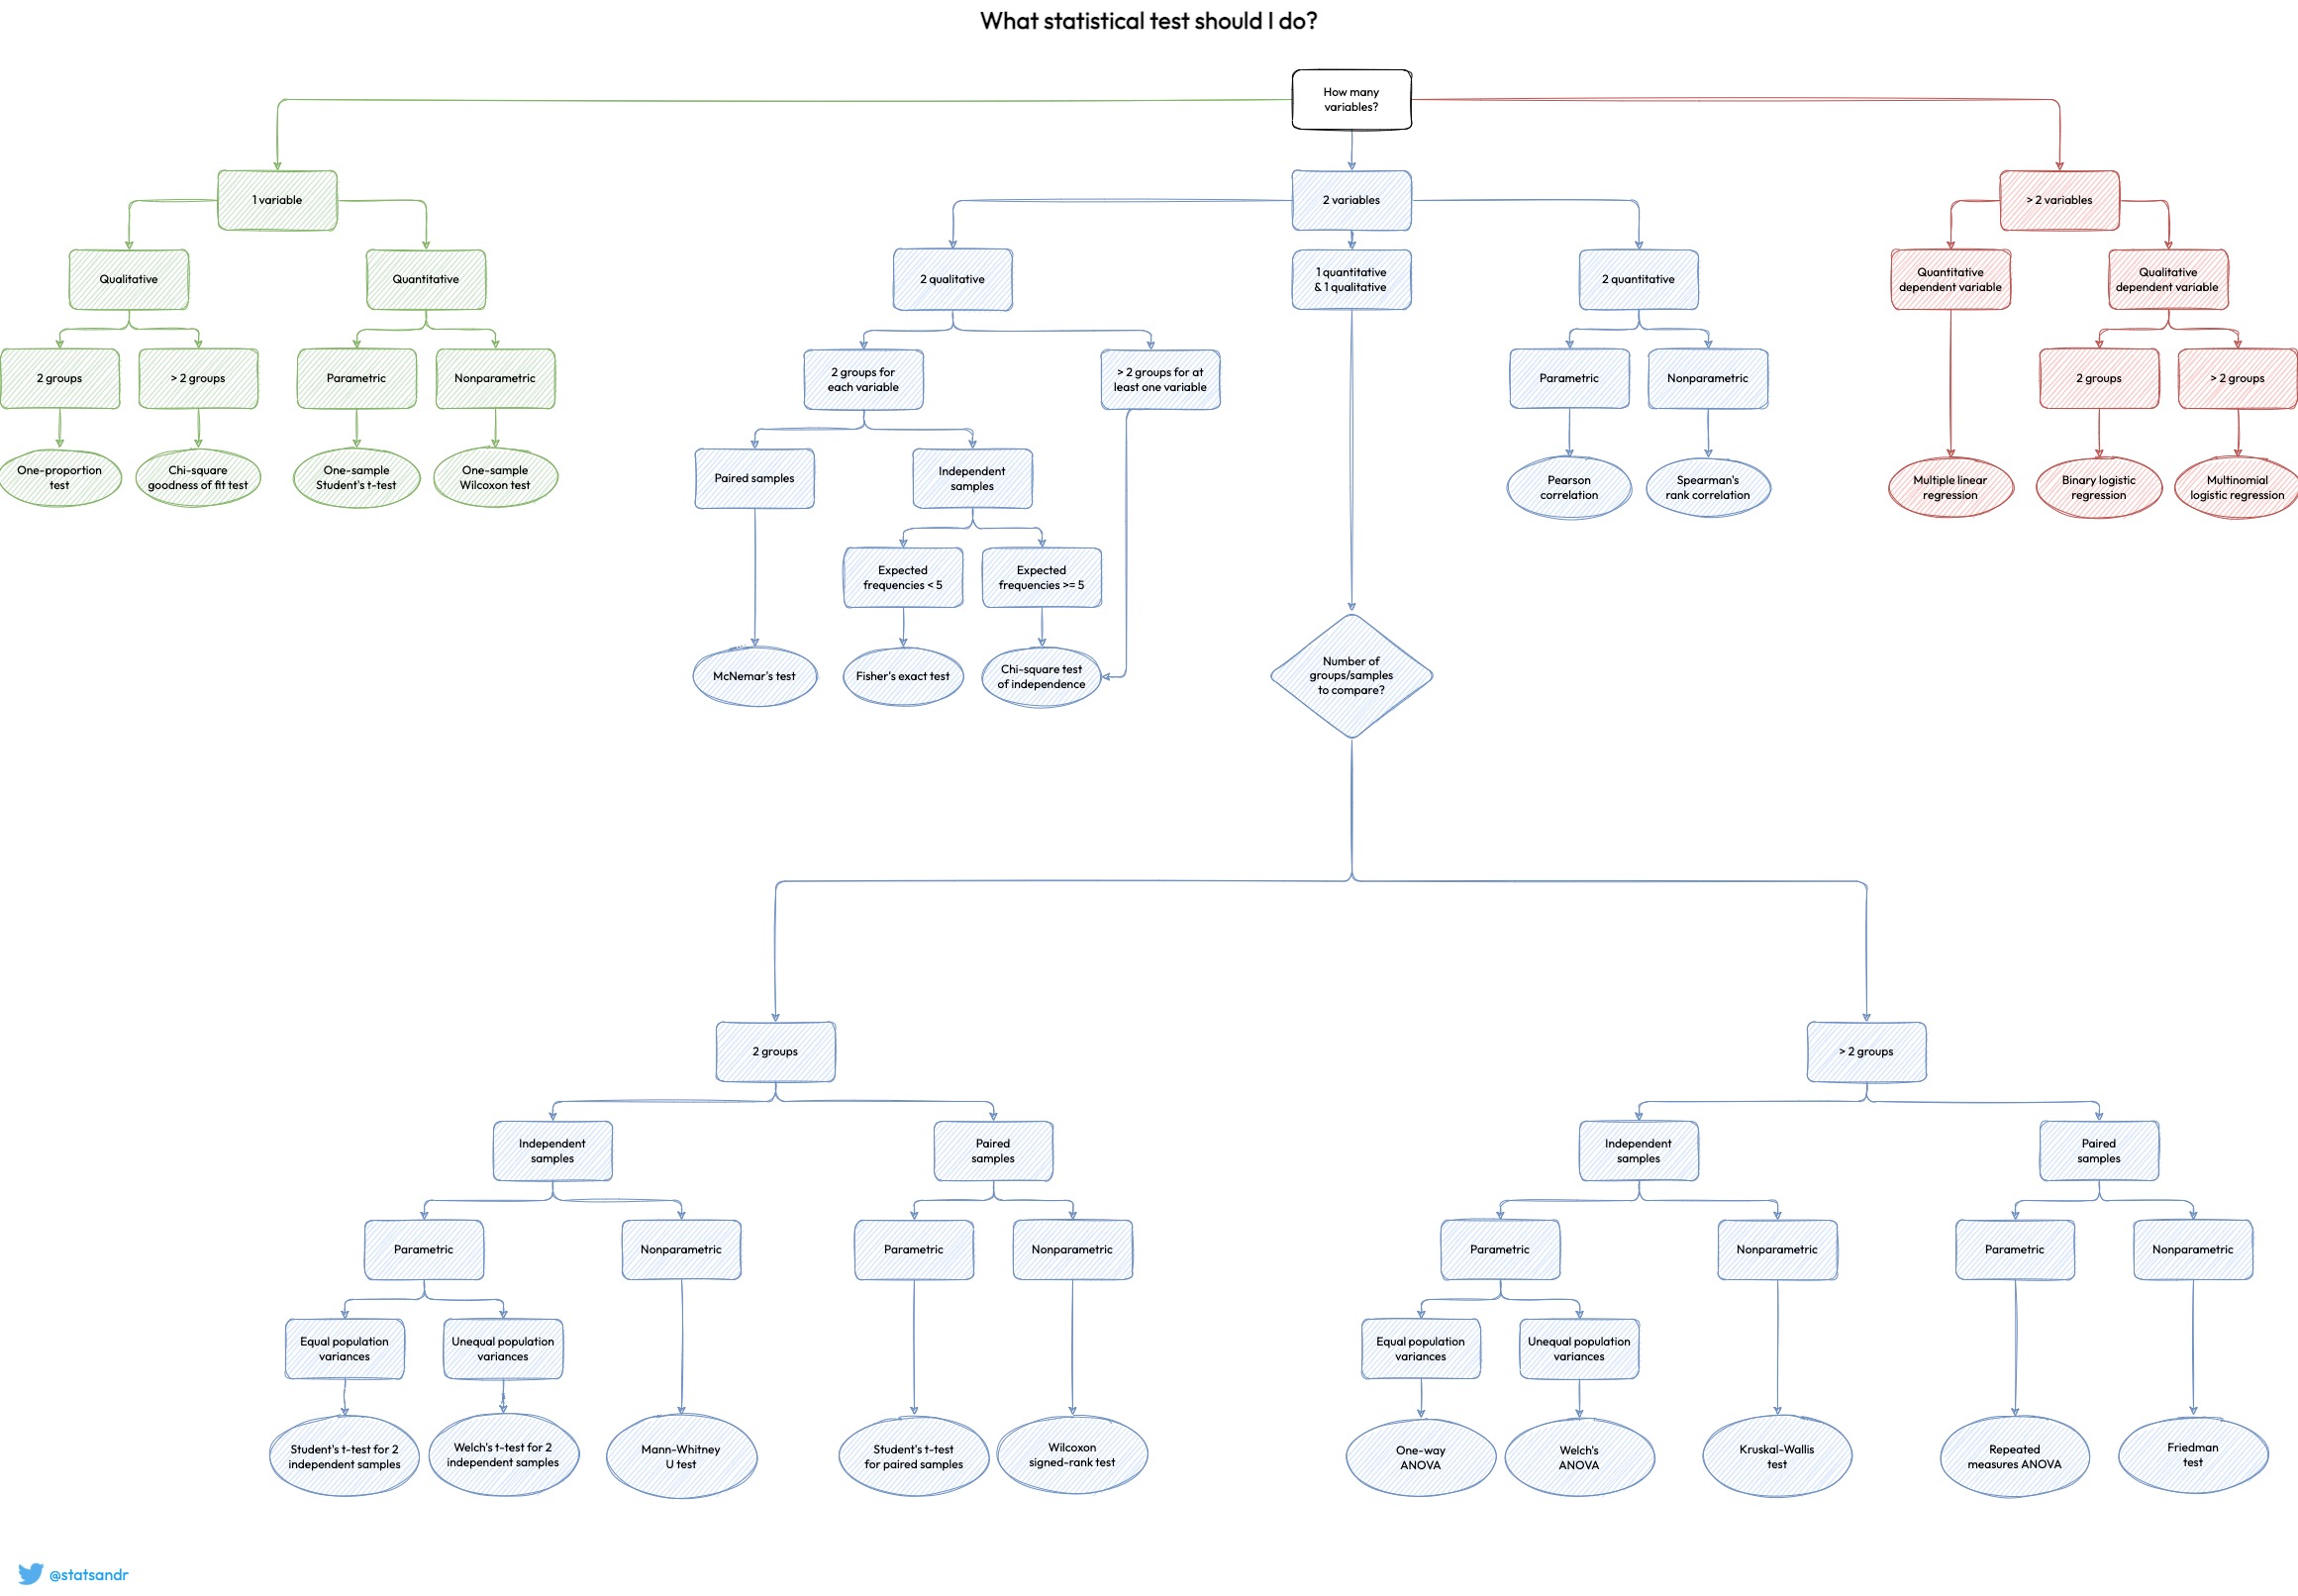 What statistical test should I do?
How many
variables?
1 variable
2 variables
> 2 variables
Qualitative
Quantitative
2 qualitative
1 quantitative
& 1 qualitative
2 quantitative
Quantitative
dependent variable
Qualitative
dependent variable
2 groups
> 2 groups
Parametric
Nonparametric
2 groups for
each variable
> 2 groups for at
least one variable
Parametric
Nonparametric
2 groups
> 2 groups
One-proportion
test
Chi-square
goodness of fit test
One-sample
Student's t-test
One-sample
Wilcoxon test
Paired samples
Independent
samples
Pearson
correlation
Spearman's
rank correlation
Multiple linear
regression
Binary logistic
regression
Multinomial
logistic regression
Expected
frequencies < 5
Expected
frequencies >= 5
McNemar's test
Fisher's exact test
Chi-square test
of independence
Number of
groups/samples
to compare?
2 groups
> 2 groups
Independent
samples
Paired
samples
Independent
samples
Paired
samples
Parametric
Nonparametric
Parametric
Nonparametric
Parametric
Nonparametric
Parametric
Nonparametric
Equal population
variances
Unequal population
variances
Equal population
variances
Unequal population
variances
Student's t-test for 2
independent samples
Welch's t-test for 2
independent samples
Mann-Whitney
U test
Student's t-test
for paired samples
Wilcoxon
signed-rank test
One-way
ANOVA
Welch's
ANOVA
Kruskal-Wallis
test
Repeated
measures ANOVA
Friedman
test
@statsandr